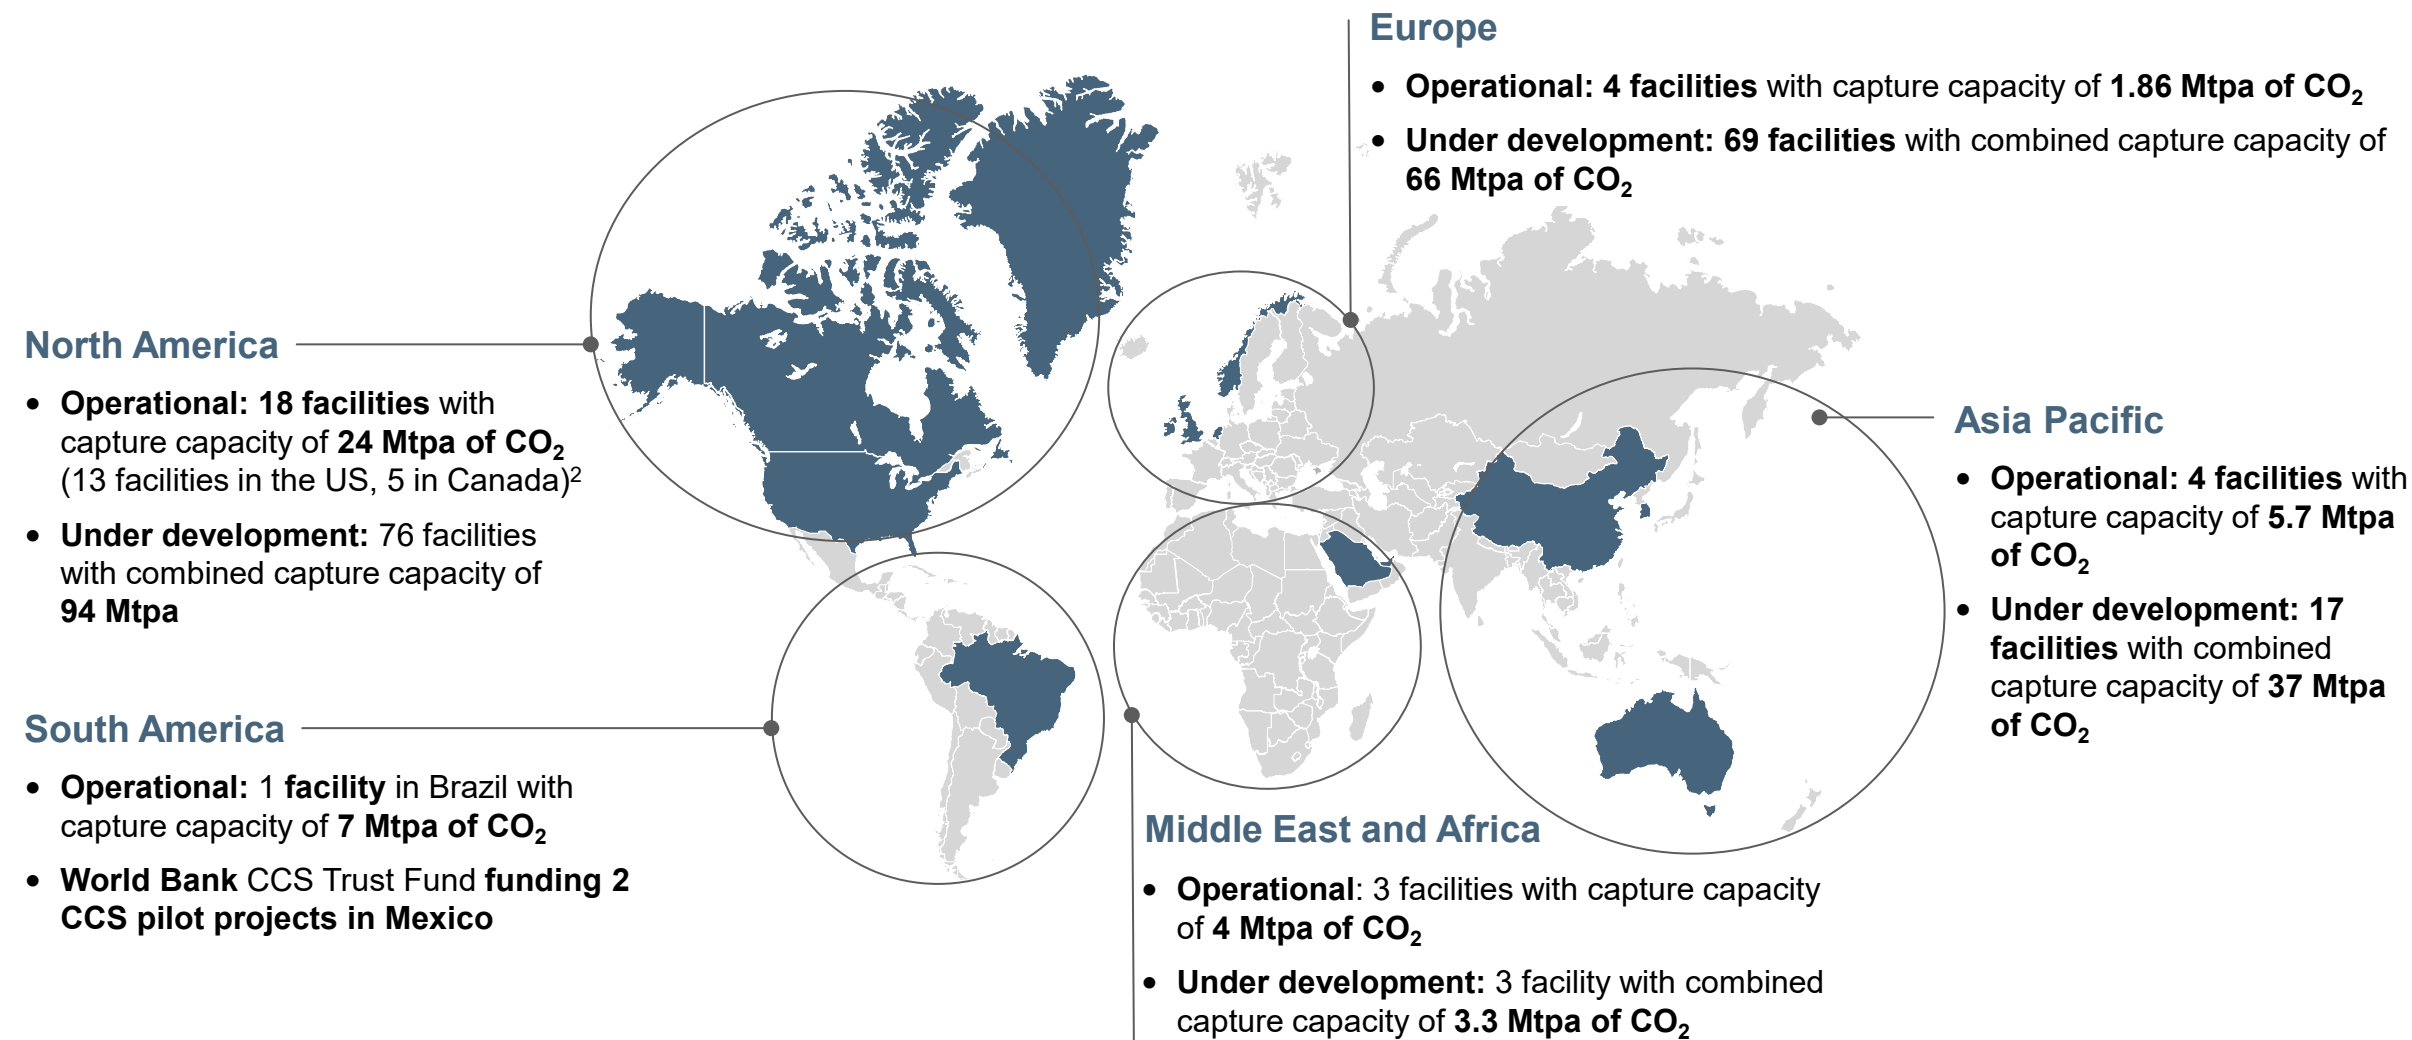 Europe
• Operational: 4 facilities with capture capacity of 1.86 Mtpa of CO₂
• Under development: 69 facilities with combined capture capacity of
66 Mtpa of CO₂
North America
• Operational: 18 facilities with
capture capacity of 24 Mtpa of CO₂
(13 facilities in the US, 5 in Canada)²
• Under development: 76 facilities
with combined capture capacity of
94 Mtpa
Asia Pacific
• Operational: 4 facilities with
capture capacity of 5.7 Mtpa
of CO₂
• Under development: 17
facilities with combined
capture capacity of 37 Mtpa
of CO₂
South America
• Operational: 1 facility in Brazil with
capture capacity of 7 Mtpa of CO₂
• World Bank CCS Trust Fund funding 2
CCS pilot projects in Mexico
Middle East and Africa
• Operational: 3 facilities with capture capacity
of 4 Mtpa of CO₂
• Under development: 3 facility with combined
capture capacity of 3.3 Mtpa of CO₂